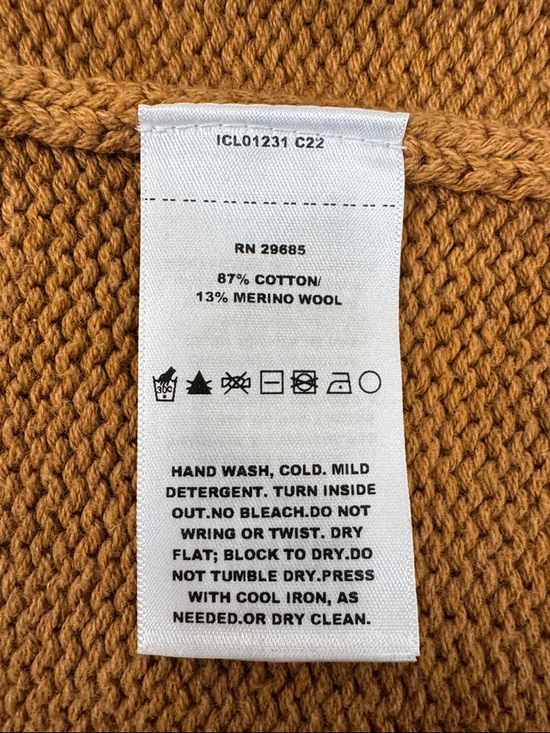 ICL01231 C22
RN 29685
87% COTTON/
13% MERINO WOOL
30C
HAND WASH, COLD. MILD
DETERGENT. TURN INSIDE
OUT.NO BLEACH.DO NOT
WRING OR TWIST. DRY
FLAT; BLOCK TO DRY.DO
NOT TUMBLE DRY.PRESS
WITH COOL IRON, AS
NEEDED.OR DRY CLEAN.